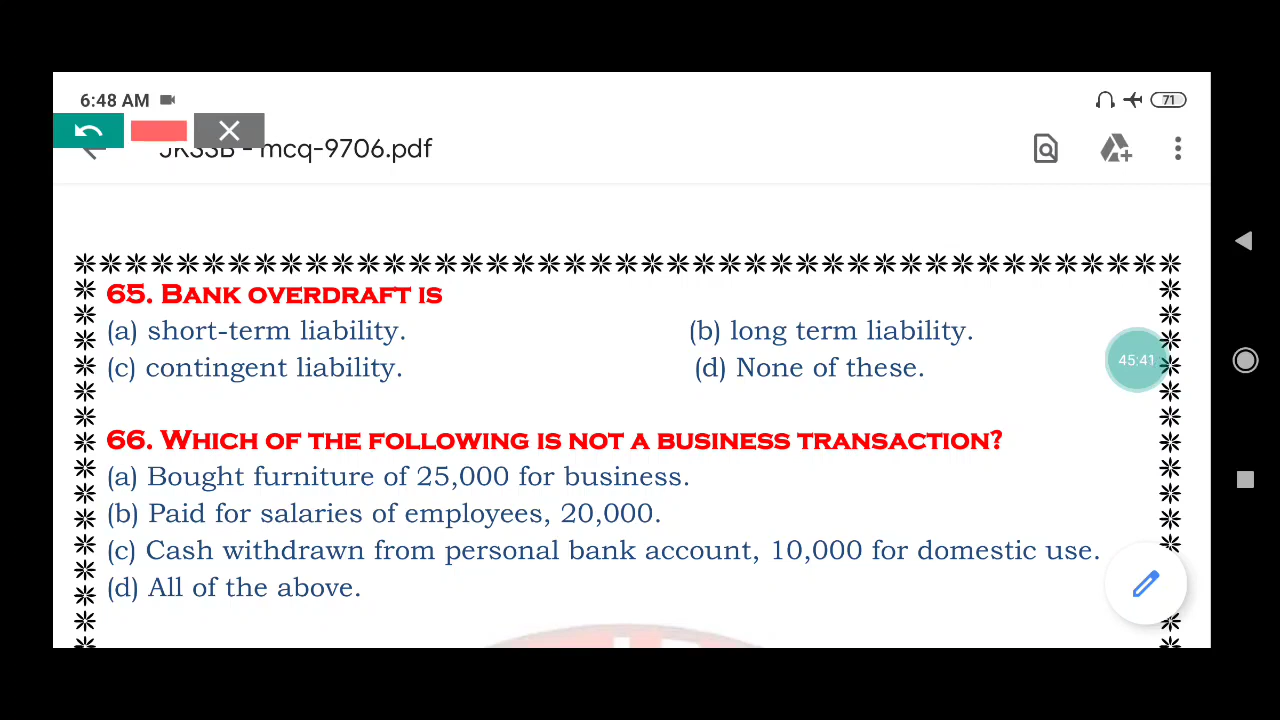 6:48 AM
71
JKSSB - mcq-9706.pdf
65. BANK OVERDRAFT IS
(a) short-term liability. (b) long term liability.
(c) contingent liability. (d) None of these.
45:41
66. WHICH OF THE FOLLOWING IS NOT A BUSINESS TRANSACTION?
(a) Bought furniture of 25,000 for business.
(b) Paid for salaries of employees, 20,000.
(c) Cash withdrawn from personal bank account, 10,000 for domestic use.
(d) All of the above.